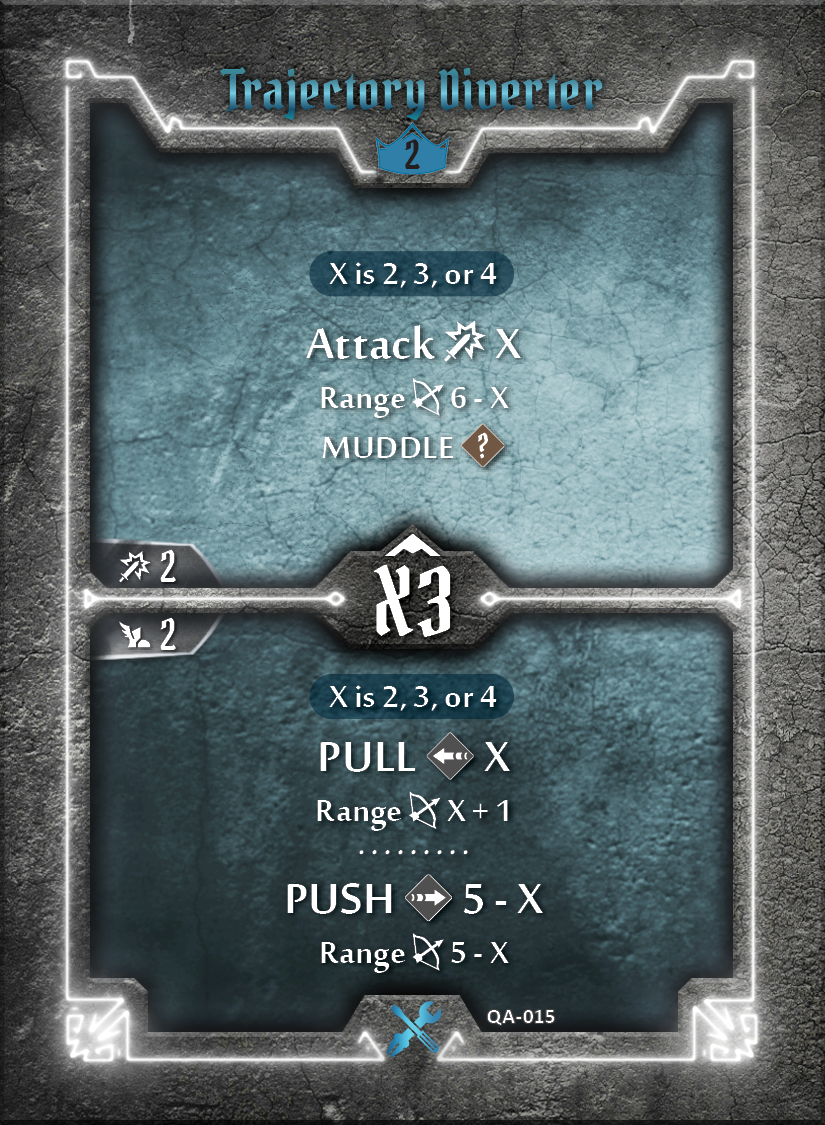 Trajectory Diverter
2
X is 2, 3, or 4
Attack X
Range 6 - X
MUDDLE ?
2
X3
2
X is 2, 3, or 4
PULL X
Range X + 1
.........
PUSH 5 - X
Range 5 - X
QA-015